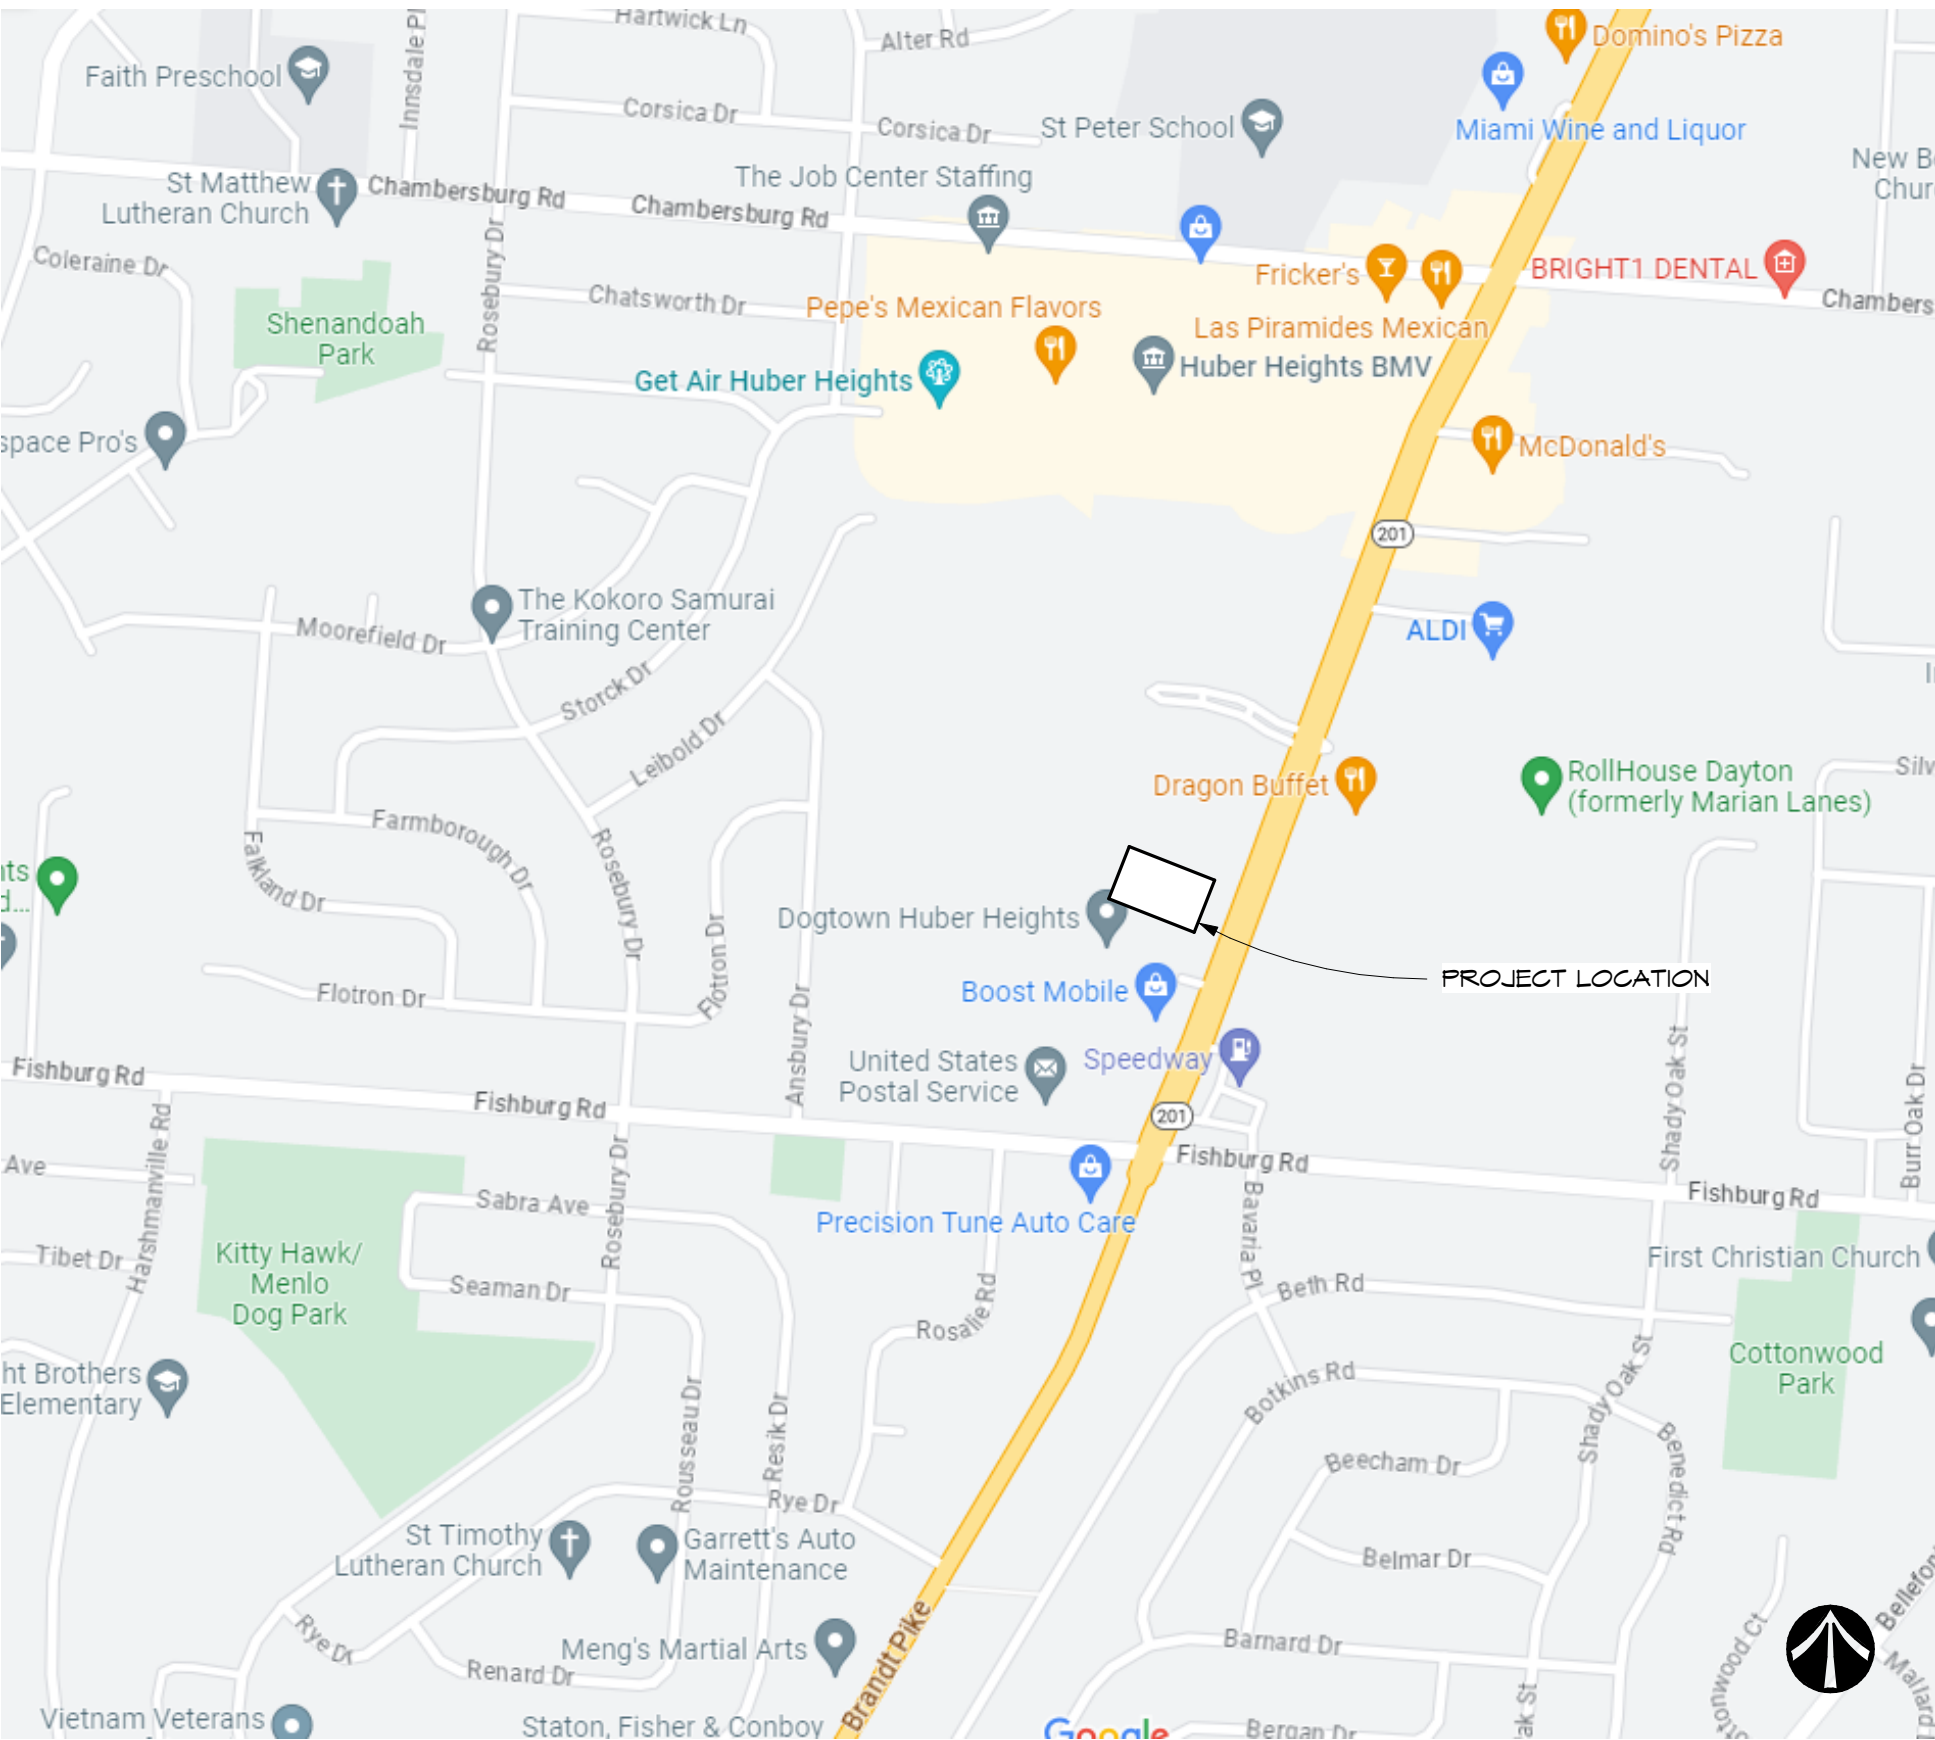 Hartwick Ln
Alter Rd
Domino's Pizza
Faith Preschool
Innsdale Pl
Corsica Dr
Corsica Dr
St Peter School
Miami Wine and Liquor
The Job Center Staffing
St Matthew
Lutheran Church
Chambersburg Rd
Chambersburg Rd
Rosebury Dr
Coleraine Dr
Fricker's
BRIGHT1 DENTAL
Chatsworth Dr
Pepe's Mexican Flavors
Las Piramides Mexican
Shenandoah
Park
Huber Heights BMV
Get Air Huber Heights
space Pro's
McDonald's
201
The Kokoro Samurai
Training Center
Moorefield Dr
ALDI
Storck Dr
Leibold Dr
Dragon Buffet
RollHouse Dayton
(formerly Marian Lanes)
Farmborough Dr
Falkland Dr
Rosebury Dr
Flotron Dr
Dogtown Huber Heights
PROJECT LOCATION
Boost Mobile
Flotron Dr
Ansbury Dr
United States
Postal Service
Speedway
Shady Oak St
Burr Oak Dr
Fishburg Rd
Fishburg Rd
201
Fishburg Rd
Fishburg Rd
Ave
Harshmanville Rd
Rosebury Dr
Sabra Ave
Precision Tune Auto Care
Bavaria Pl
Tibet Dr
Kitty Hawk/
Menlo
Dog Park
Seaman Dr
First Christian Church
Beth Rd
Rosalie Rd
Cottonwood
Park
ht Brothers
Elementary
Botkins Rd
Shady Oak St
Rousseau Dr
Resik Dr
Beecham Dr
Benedict Rd
Rye Dr
St Timothy
Lutheran Church
Garrett's Auto
Maintenance
Belmar Dr
Rye Dr
Meng's Martial Arts
Brandt Pike
Barnard Dr
Renard Dr
Vietnam Veterans
Staton, Fisher & Conboy
Google
Bergan Dr
ak St